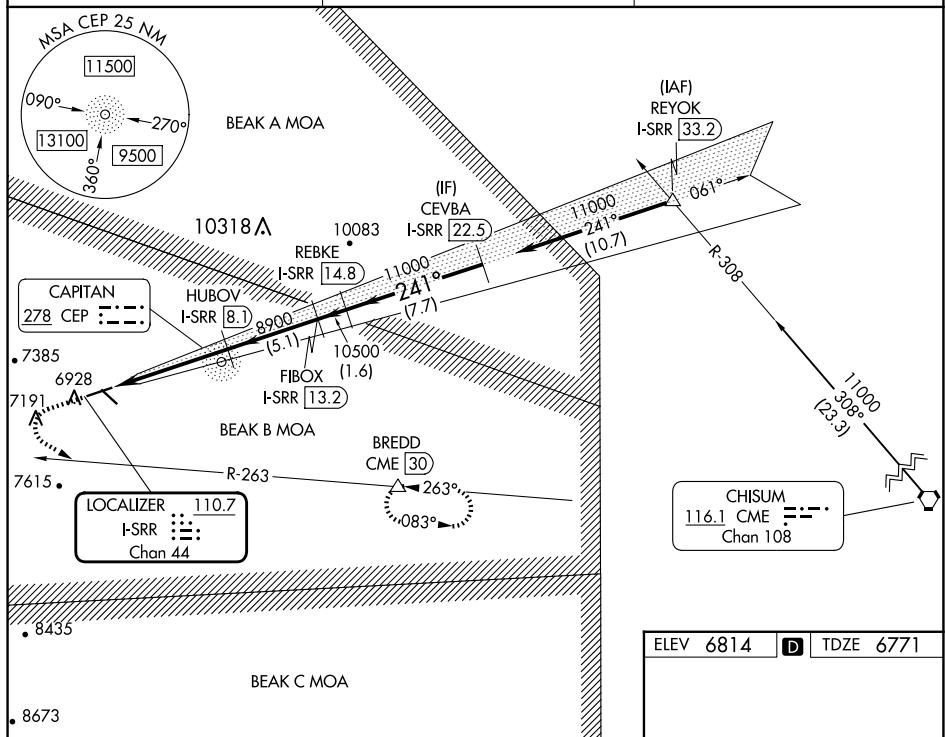 MSA CEP 25 NM
11500
090°
270°
13100
9500
360°
BEAK A MOA
(IAF)
REYOK
I-SRR 33.2
061°
11000
241°
(10.7)
(IF)
CEVBA
I-SRR 22.5
10318
10083
REBKE
I-SRR 14.8
11000
241°
(7.7)
R-308
CAPITAN
278 CEP
HUBOV
I-SRR 8.1
8900
(5.1)
10500
(1.6)
FIBOX
I-SRR 13.2
7385
6928
7191
11000
308°
(23.3)
BEAK B MOA
BREDD
CME 30
R-263
263°
083°
7615
LOCALIZER 110.7
I-SRR
Chan 44
CHISUM
116.1 CME
Chan 108
8435
BEAK C MOA
8673
ELEV 6814 D TDZE 6771